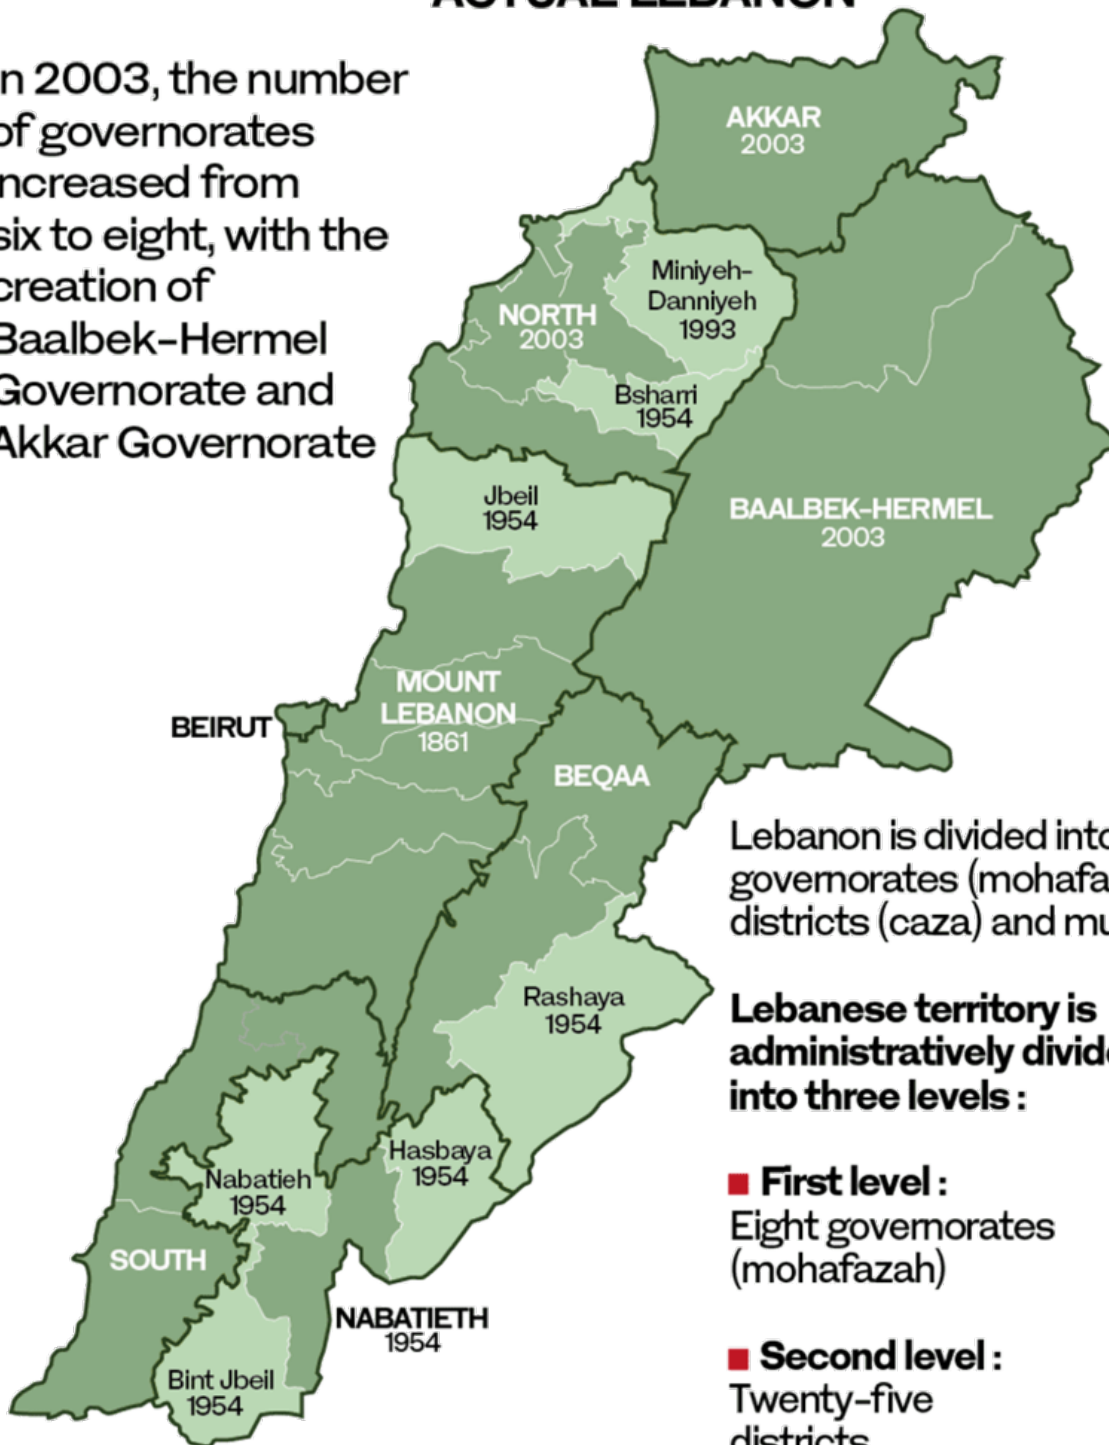 ACTUAL LEBANON
n 2003, the number
of governorates
ncreased from
six to eight, with the
creation of
Baalbek-Hermel
Governorate and
Akkar Governorate
AKKAR
2003
Miniyeh-
Danniyeh
1993
NORTH
2003
Bsharri
1954
Jbeil
1954
BAALBEK-HERMEL
2003
MOUNT
LEBANON
1861
BEIRUT
BEQAA
Rashaya
1954
Hasbaya
1954
Nabatieh
1954
SOUTH
NABATIETH
1954
Bint Jbeil
1954
Lebanon is divided into
governorates (mohafa
districts (caza) and mu
Lebanese territory is
administratively divide
into three levels :
First level :
Eight governorates
(mohafazah)
Second level :
Twenty-five
districts